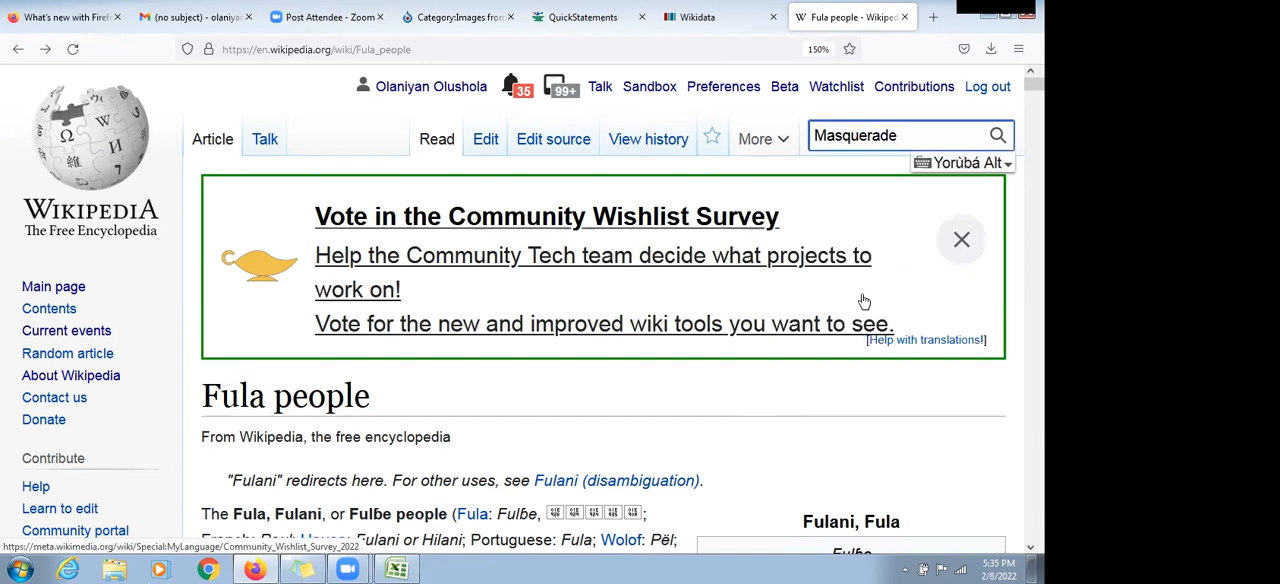 What's new with Firef
(no subject) - olaniyan
Post Attendee - Zoom
Category:Images from
QuickStatements
Wikidata
Fula people - Wikiped
https://en.wikipedia.org/wiki/Fula_people
150%
Olaniyan Olushola 35 99+ Talk Sandbox Preferences Beta Watchlist Contributions Log out
Article Talk Read Edit Edit source View history More Masquerade
Yorùbá Alt
WIKIPEDIA
The Free Encyclopedia
Vote in the Community Wishlist Survey
Help the Community Tech team decide what projects to
work on!
Vote for the new and improved wiki tools you want to see.
[Help with translations!]
Main page
Contents
Current events
Random article
About Wikipedia
Contact us
Donate
Contribute
Help
Learn to edit
Community portal
Fula people
From Wikipedia, the free encyclopedia
"Fulani" redirects here. For other uses, see Fulani (disambiguation).
The Fula, Fulani, or Fulɓe people (Fula: Fulɓe,
Fulani or Hilani; Portuguese: Fula; Wolof: Pël;
Fulani, Fula
https://meta.wikimedia.org/wiki/Special:MyLanguage/Community_Wishlist_Survey_2022
5:35 PM
2/8/2022